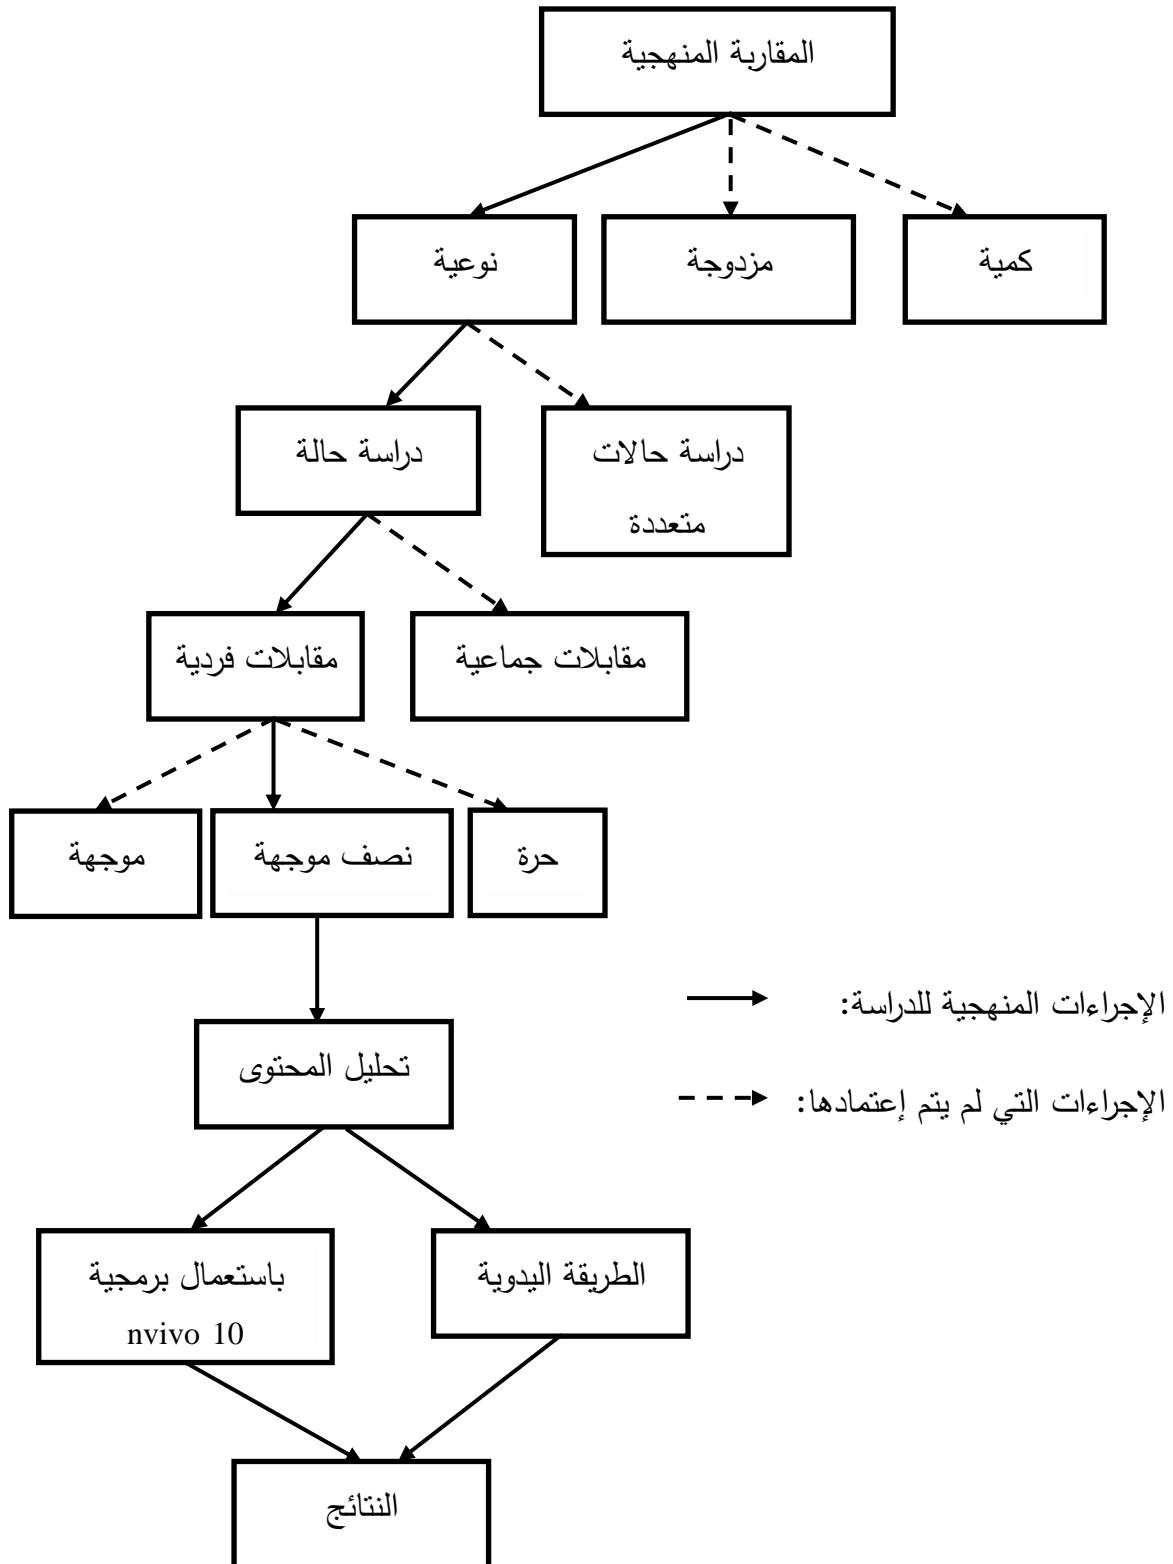 المقاربة المنهجية
كمية
مزدوجة
نوعية
دراسة حالات
متعددة
دراسة حالة
مقابلات جماعية
مقابلات فردية
حرة
نصف موجهة
موجهة
الإجراءات المنهجية للدراسة:
تحليل المحتوى
الإجراءات التي لم يتم إعتمادها:
الطريقة اليدوية
باستعمال برمجية
nvivo 10
النتائج